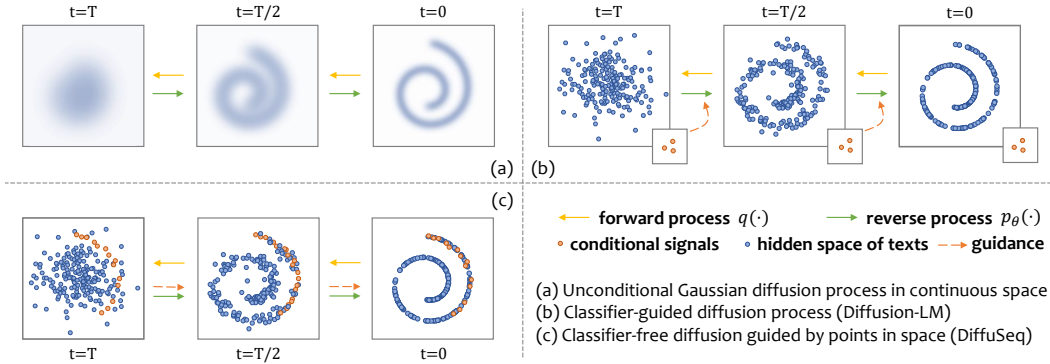 t=T t=T/2 t=0
(a)
t=T t=T/2 t=0
(b)
(c)
t=T t=T/2 t=0
forward process q(·) reverse process pθ(·)
conditional signals hidden space of texts guidance
(a) Unconditional Gaussian diffusion process in continuous space
(b) Classifier-guided diffusion process (Diffusion-LM)
(c) Classifier-free diffusion guided by points in space (DiffuSeq)